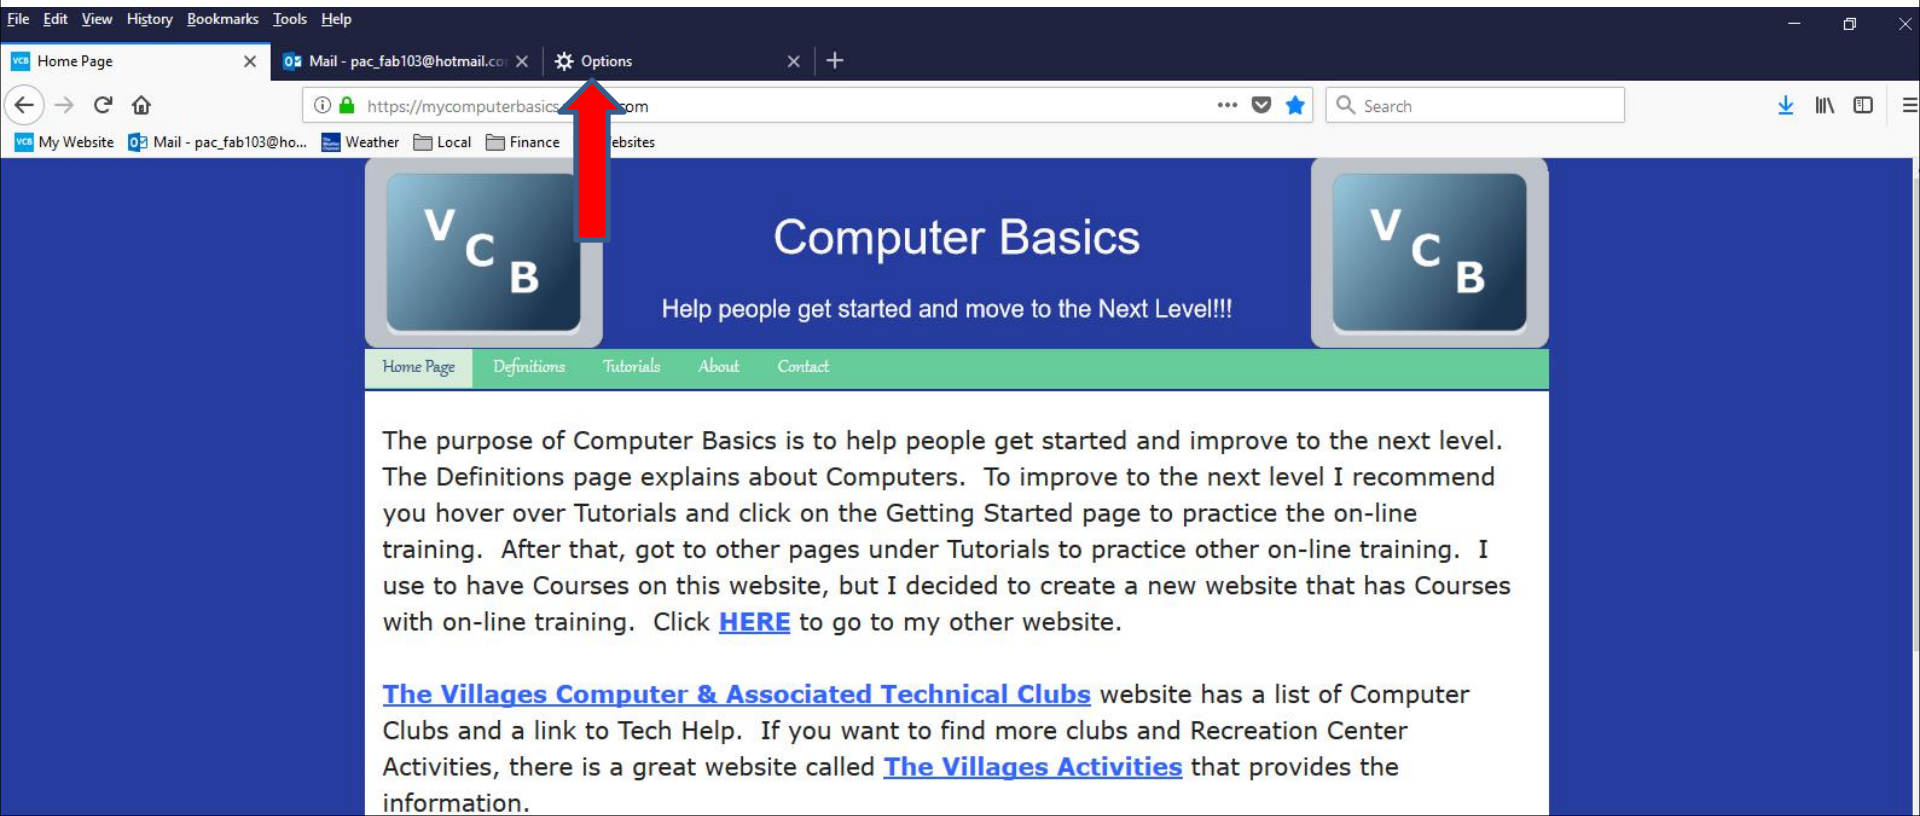 File Edit View History Bookmarks Tools Help
Home Page
Mail - pac_fab103@hotmail.co
Options
https://mycomputerbasics com
Search
My Website Mail - pac_fab103@ho... Weather Local Finance
VCB
Computer Basics
VCB
Help people get started and move to the Next Level!!!
Home Page Definitions Tutorials About Contact
The purpose of Computer Basics is to help people get started and improve to the next level.
The Definitions page explains about Computers. To improve to the next level I recommend
you hover over Tutorials and click on the Getting Started page to practice the on-line
training. After that, got to other pages under Tutorials to practice other on-line training. I
use to have Courses on this website, but I decided to create a new website that has Courses
with on-line training. Click HERE to go to my other website.
The Villages Computer & Associated Technical Clubs website has a list of Computer
Clubs and a link to Tech Help. If you want to find more clubs and Recreation Center
Activities, there is a great website called The Villages Activities that provides the
information.